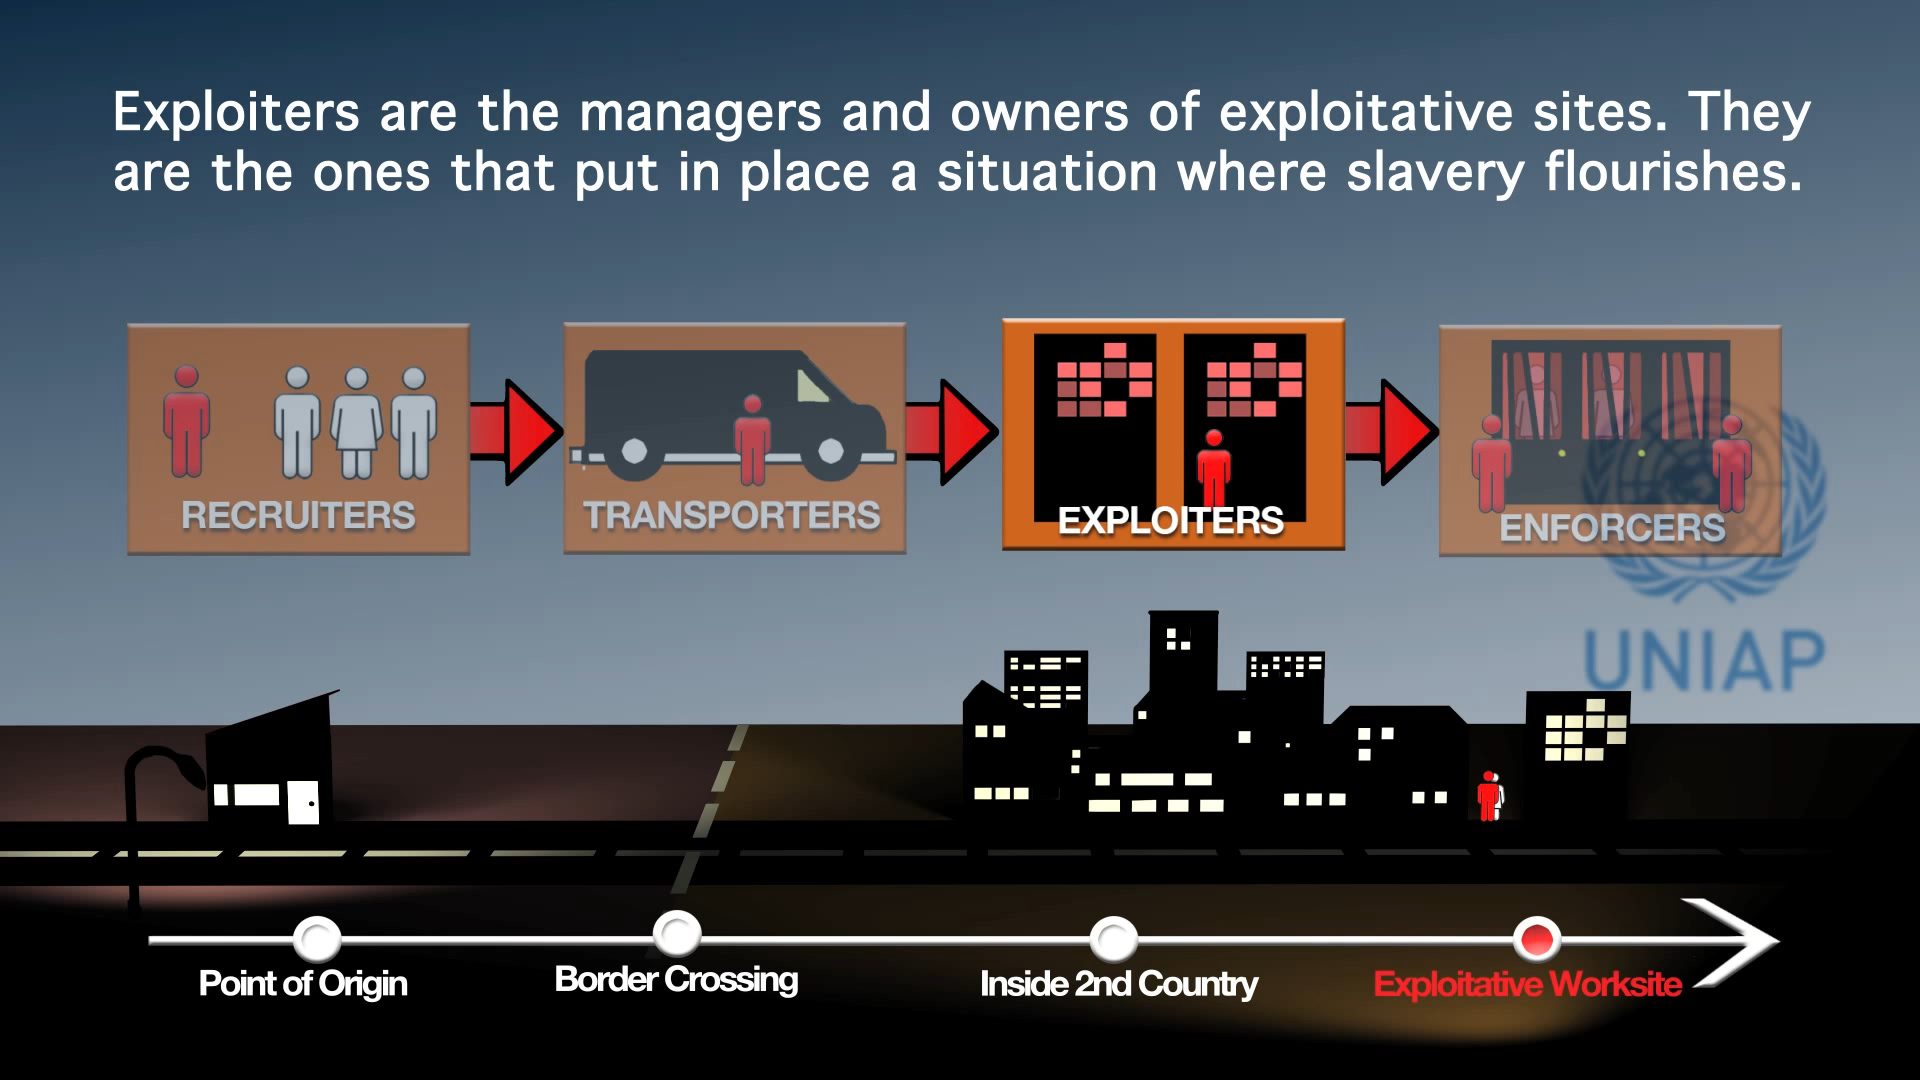 Exploiters are the managers and owners of exploitative sites. They
are the ones that put in place a situation where slavery flourishes.
RECRUITERS
TRANSPORTERS
EXPLOITERS
ENFORCERS
UNIAP
Point of Origin
Border Crossing
Inside 2nd Country
Exploitative Worksite